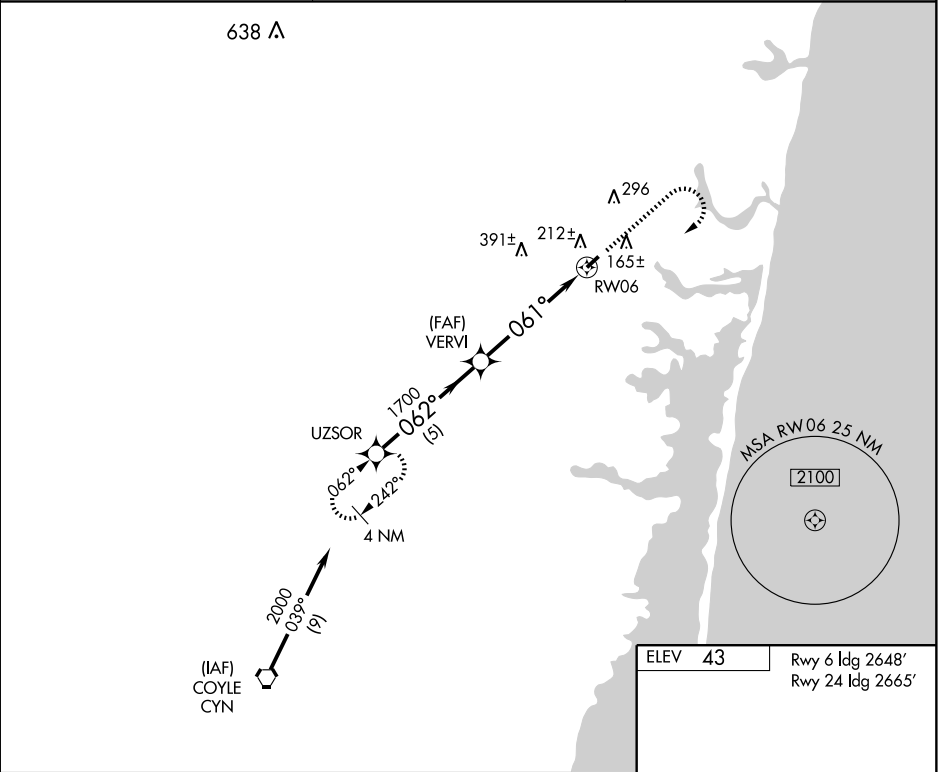 638
296
391±
212±
165±
RW06
(FAF)
VERVI
061°
1700
062°
(5)
UZSOR
062°
242°
4 NM
MSA RW06 25 NM
2100
2000
039°
(9)
(IAF)
COYLE
CYN
ELEV 43
Rwy 6 ldg 2648'
Rwy 24 ldg 2665'